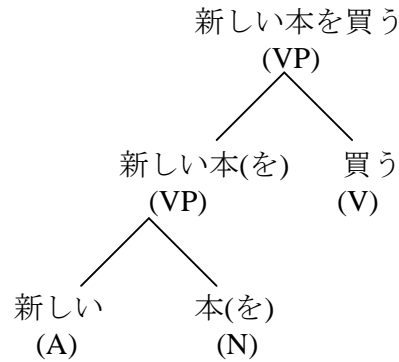 新しい本を買う
(VP)
新しい本(を) 買う
(VP) (V)
新しい 本(を)
(A) (N)